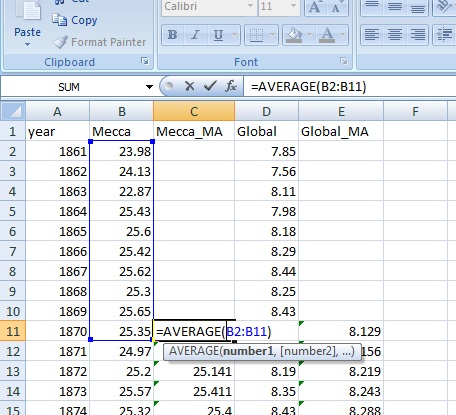 Cut
Calibri 11
Paste
Copy
Format Painter
Clipboard Font
SUM =AVERAGE(B2:B11)
A B C D E F
1 year Mecca Mecca_MA Global Global_MA
2 1861 23.98 7.85
3 1862 24.13 7.56
4 1863 22.87 8.11
5 1864 25.43 7.98
6 1865 25.6 8.18
7 1866 25.42 8.29
8 1867 25.62 8.44
9 1868 25.3 8.25
10 1869 25.65 8.43
11 1870 25.35 =AVERAGE(B2:B11) 8.129
12 1871 24.97 AVERAGE(number1, [number2], ...) 156
13 1872 25.2 25.141 8.19 8.219
14 1873 25.57 25.411 8.35 8.243
15 1874 25.32 25.4 8.43 8.288